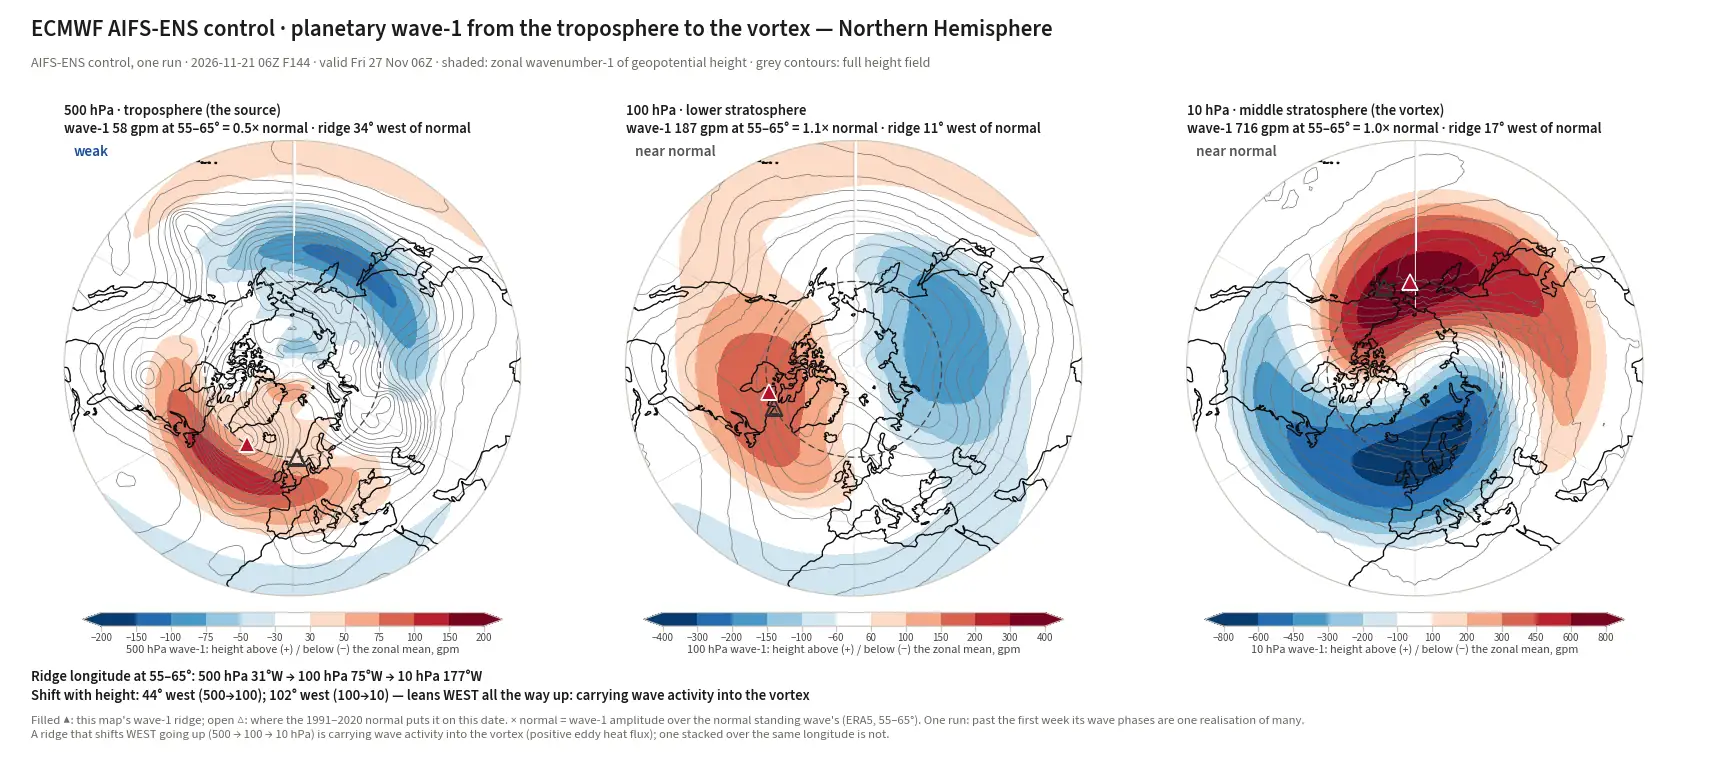 ECMWF AIFS-ENS control · planetary wave-1 from the troposphere to the vortex — Northern Hemisphere
AIFS-ENS control, one run · 2026-11-21 06Z F144 · valid Fri 27 Nov 06Z · shaded: zonal wavenumber-1 of geopotential height · grey contours: full height field
500 hPa · troposphere (the source)
wave-1 58 gpm at 55–65° = 0.5× normal · ridge 34° west of normal
weak
100 hPa · lower stratosphere
wave-1 187 gpm at 55–65° = 1.1× normal · ridge 11° west of normal
near normal
10 hPa · middle stratosphere (the vortex)
wave-1 716 gpm at 55–65° = 1.0× normal · ridge 17° west of normal
near normal
−200 −150 −100 −75 −50 −30 30 50 75 100 150 200
500 hPa wave-1: height above (+) / below (−) the zonal mean, gpm
−400 −300 −200 −150 −100 −60 60 100 150 200 300 400
100 hPa wave-1: height above (+) / below (−) the zonal mean, gpm
−800 −600 −450 −300 −200 −100 100 200 300 450 600 800
10 hPa wave-1: height above (+) / below (−) the zonal mean, gpm
Ridge longitude at 55–65°: 500 hPa 31°W → 100 hPa 75°W → 10 hPa 177°W
Shift with height: 44° west (500→100); 102° west (100→10) — leans WEST all the way up: carrying wave activity into the vortex
Filled ▲: this map's wave-1 ridge; open △: where the 1991–2020 normal puts it on this date. × normal = wave-1 amplitude over the normal standing wave's (ERA5, 55–65°). One run: past the first week its wave phases are one realisation of many.
A ridge that shifts WEST going up (500 → 100 → 10 hPa) is carrying wave activity into the vortex (positive eddy heat flux); one stacked over the same longitude is not.